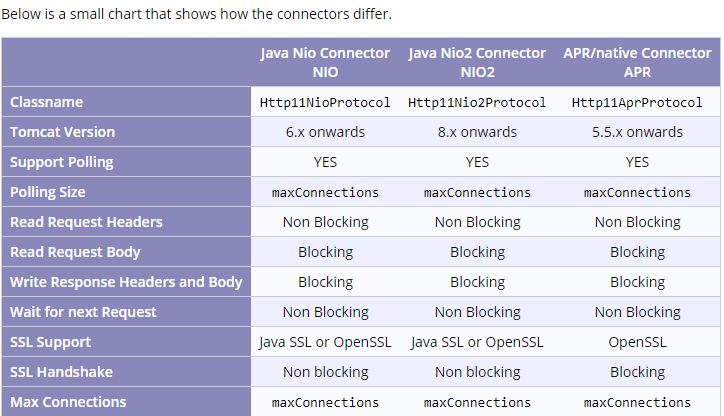 Below is a small chart that shows how the connectors differ.
Java Nio Connector NIO Java Nio2 Connector NIO2 APR/native Connector APR
Classname Http11NioProtocol Http11Nio2Protocol Http11AprProtocol
Tomcat Version 6.x onwards 8.x onwards 5.5.x onwards
Support Polling YES YES YES
Polling Size maxConnections maxConnections maxConnections
Read Request Headers Non Blocking Non Blocking Non Blocking
Read Request Body Blocking Blocking Blocking
Write Response Headers and Body Blocking Blocking Blocking
Wait for next Request Non Blocking Non Blocking Non Blocking
SSL Support Java SSL or OpenSSL Java SSL or OpenSSL OpenSSL
SSL Handshake Non blocking Non blocking Blocking
Max Connections maxConnections maxConnections maxConnections